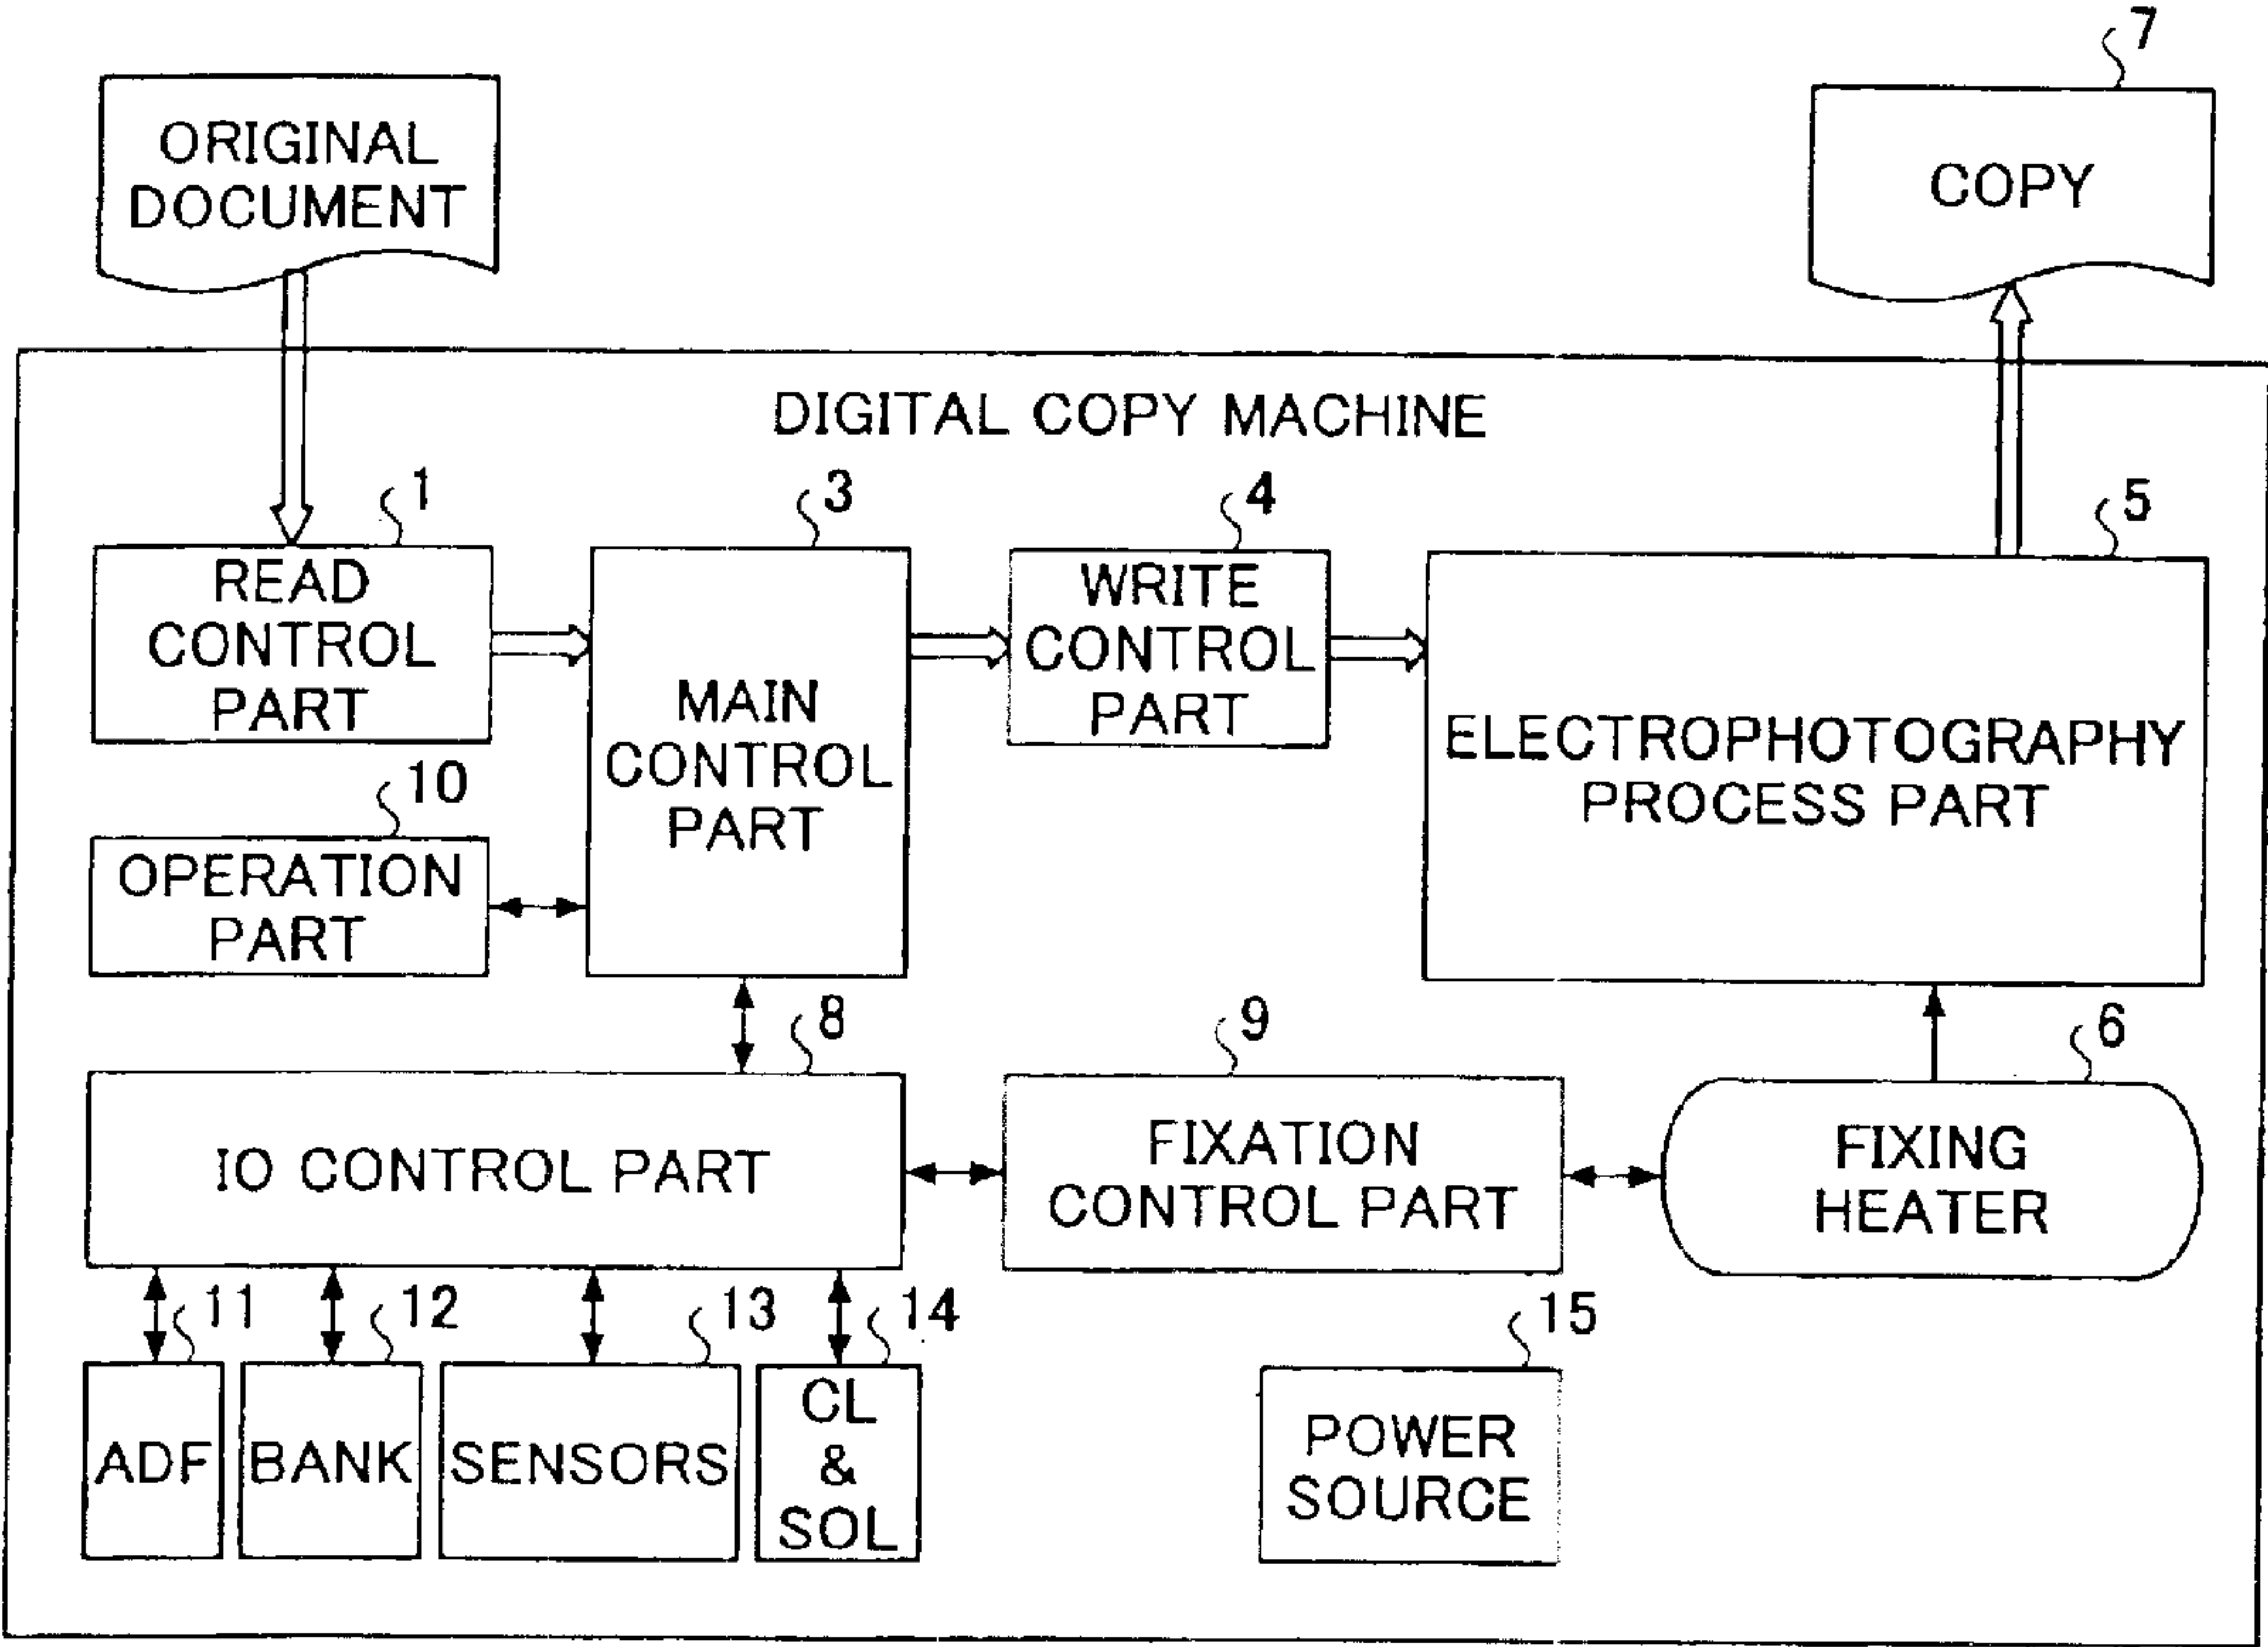 7
ORIGINAL
DOCUMENT
COPY
DIGITAL COPY MACHINE
1
3
4
5
READ
CONTROL
PART
MAIN
CONTROL
PART
WRITE
CONTROL
PART
ELECTROPHOTOGRAPHY
PROCESS PART
10
OPERATION
PART
8
9
6
IO CONTROL PART
FIXATION
CONTROL PART
FIXING
HEATER
11
12
13
14
15
ADF
BANK
SENSORS
CL
&
SOL
POWER
SOURCE